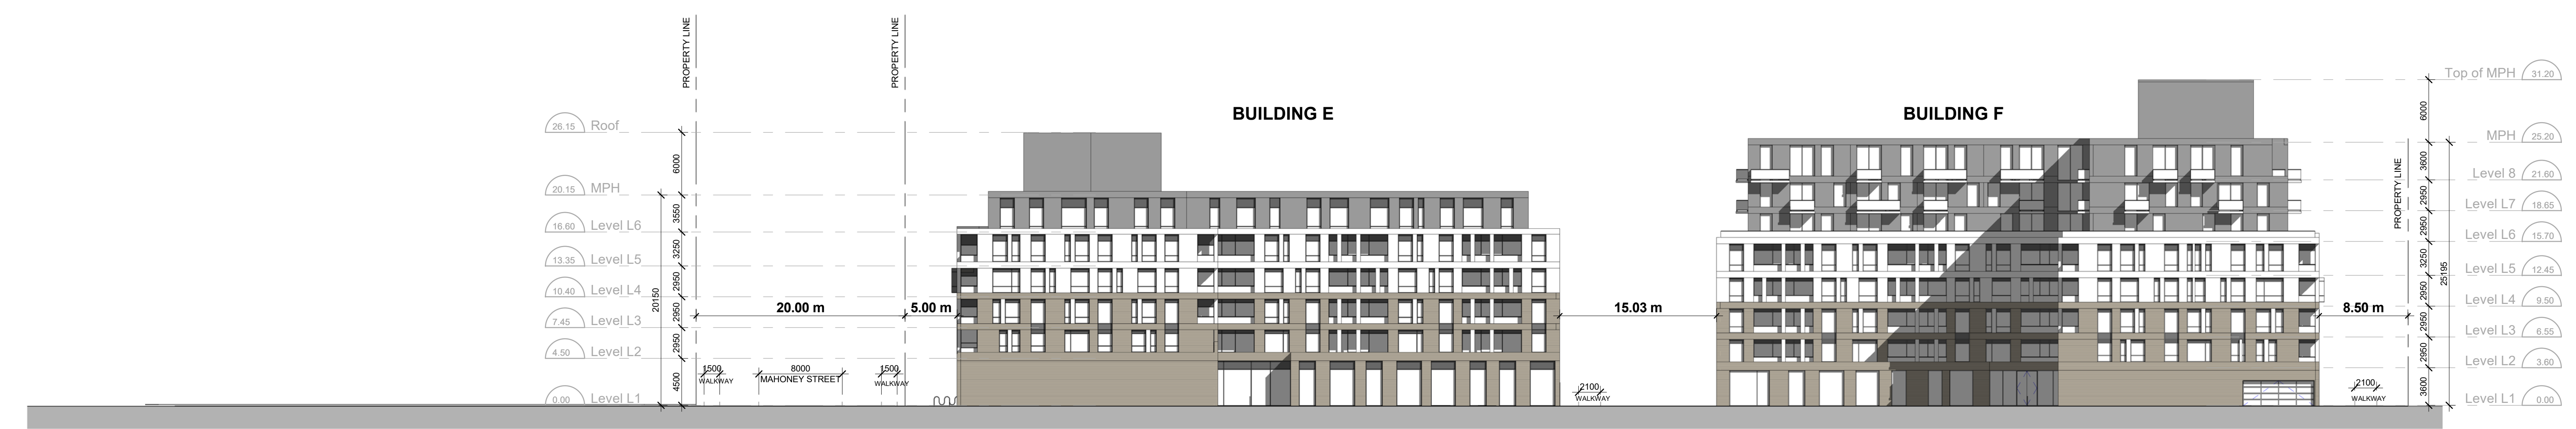 PROPERTY LINE
PROPERTY LINE
BUILDING E
BUILDING F
26.15 Roof
20.15 MPH
16.60 Level L6
13.35 Level L5
10.40 Level L4
7.45 Level L3
4.50 Level L2
0.00 Level L1
6000
3550
3250
2950
2950
2950
4500
20150
20.00 m
5.00 m
15.03 m
8.50 m
1500
WALKWAY
8000
MAHONEY STREET
1500
WALKWAY
2100
WALKWAY
2100
WALKWAY
PROPERTY LINE
6000
3600
2950
2950
3250
2950
2950
2950
3600
25195
Top of MPH 31.20
MPH 25.20
Level 8 21.60
Level L7 18.65
Level L6 15.70
Level L5 12.45
Level L4 9.50
Level L3 6.55
Level L2 3.60
Level L1 0.00